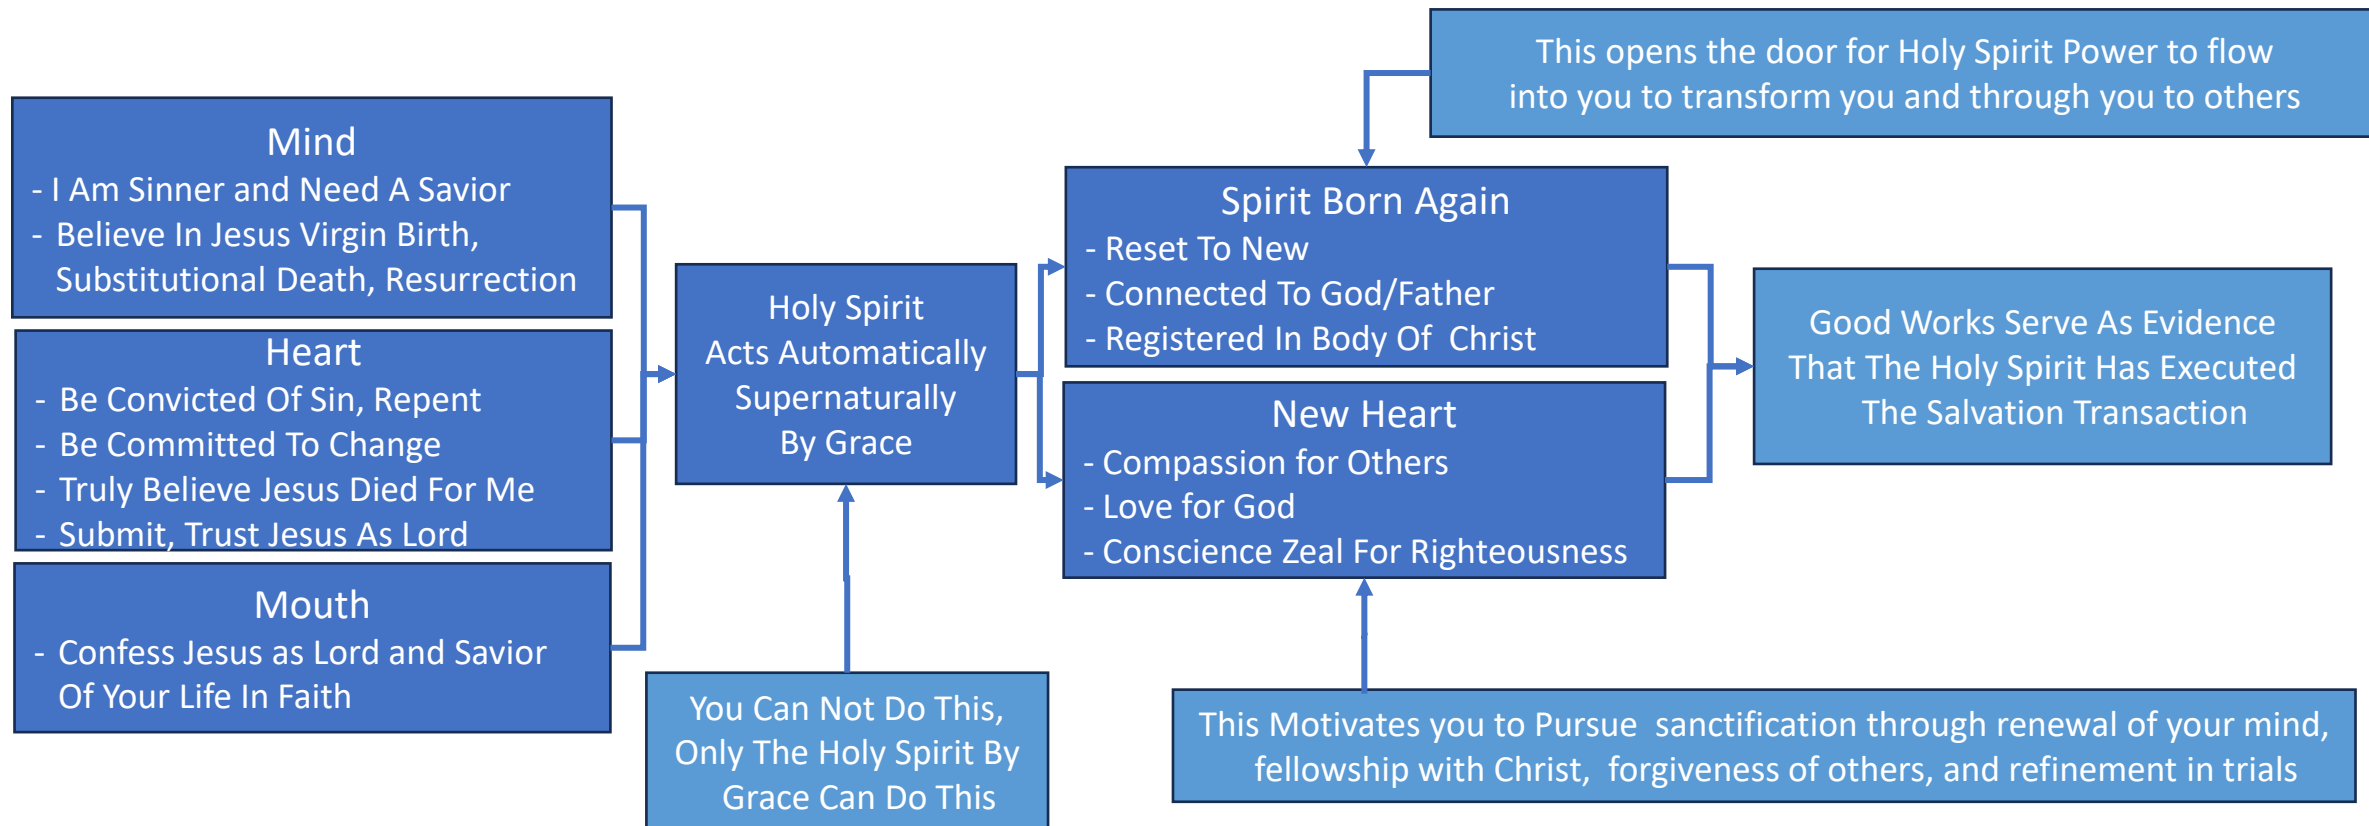 This opens the door for Holy Spirit Power to flow
into you to transform you and through you to others
Mind
- I Am Sinner and Need A Savior
- Believe In Jesus Virgin Birth,
Substitutional Death, Resurrection
Heart
- Be Convicted Of Sin, Repent
- Be Committed To Change
- Truly Believe Jesus Died For Me
- Submit, Trust Jesus As Lord
Mouth
- Confess Jesus as Lord and Savior
Of Your Life In Faith
Holy Spirit
Acts Automatically
Supernaturally
By Grace
You Can Not Do This,
Only The Holy Spirit By
Grace Can Do This
Spirit Born Again
- Reset To New
- Connected To God/Father
- Registered In Body Of Christ
New Heart
- Compassion for Others
- Love for God
- Conscience Zeal For Righteousness
This Motivates you to Pursue sanctification through renewal of your mind,
fellowship with Christ, forgiveness of others, and refinement in trials
Good Works Serve As Evidence
That The Holy Spirit Has Executed
The Salvation Transaction